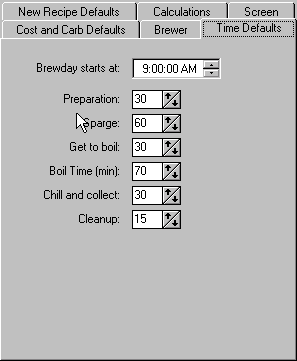 New Recipe Defaults Calculations Screen
Cost and Carb Defaults Brewer Time Defaults
Brewday starts at: 9:00:00 AM
Preparation: 30
Sparge: 60
Get to boil: 30
Boil Time (min): 70
Chill and collect: 30
Cleanup: 15